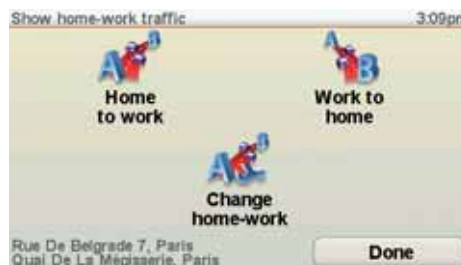 Show home-work traffic 3:09pm
A B
A B
Home
to work
Work to
home
A B
Change
home-work
Rue De Belgrade 7, Paris
Quai De La Mégisserie, Paris
Done